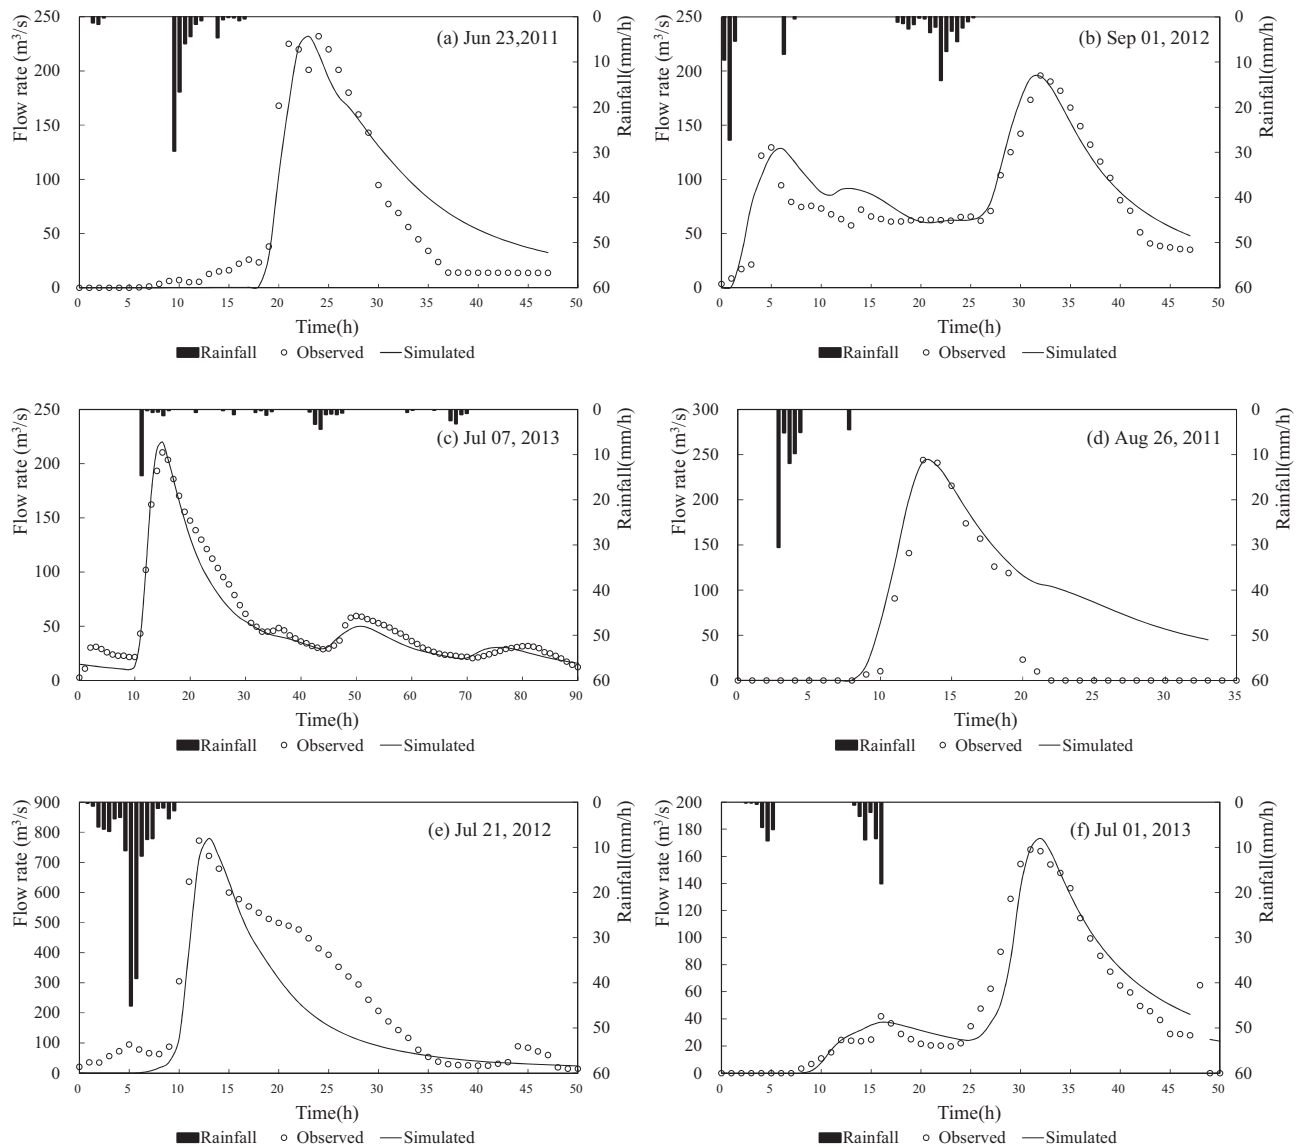 (a) Jun 23,2011
Flow rate (m³/s)
250
200
150
100
50
0
Rainfall(mm/h)
0
10
20
30
40
50
60
0 5 10 15 20 25 30 35 40 45 50
Time(h)
Rainfall Observed Simulated
(b) Sep 01, 2012
Flow rate (m³/s)
250
200
150
100
50
0
Rainfall(mm/h)
0
10
20
30
40
50
60
0 5 10 15 20 25 30 35 40 45 50
Time(h)
Rainfall Observed Simulated
(c) Jul 07, 2013
Flow rate (m³/s)
250
200
150
100
50
0
Rainfall(mm/h)
0
10
20
30
40
50
60
0 10 20 30 40 50 60 70 80 90
Time(h)
Rainfall Observed Simulated
(d) Aug 26, 2011
Flow rate (m³/s)
300
250
200
150
100
50
0
Rainfall(mm/h)
0
10
20
30
40
50
60
0 5 10 15 20 25 30 35
Time(h)
Rainfall Observed Simulated
(e) Jul 21, 2012
Flow rate (m³/s)
900
800
700
600
500
400
300
200
100
0
Rainfall(mm/h)
0
10
20
30
40
50
60
0 5 10 15 20 25 30 35 40 45 50
Time(h)
Rainfall Observed Simulated
(f) Jul 01, 2013
Flow rate (m³/s)
200
180
160
140
120
100
80
60
40
20
0
Rainfall(mm/h)
0
10
20
30
40
50
60
0 5 10 15 20 25 30 35 40 45 50
Time(h)
Rainfall Observed Simulated